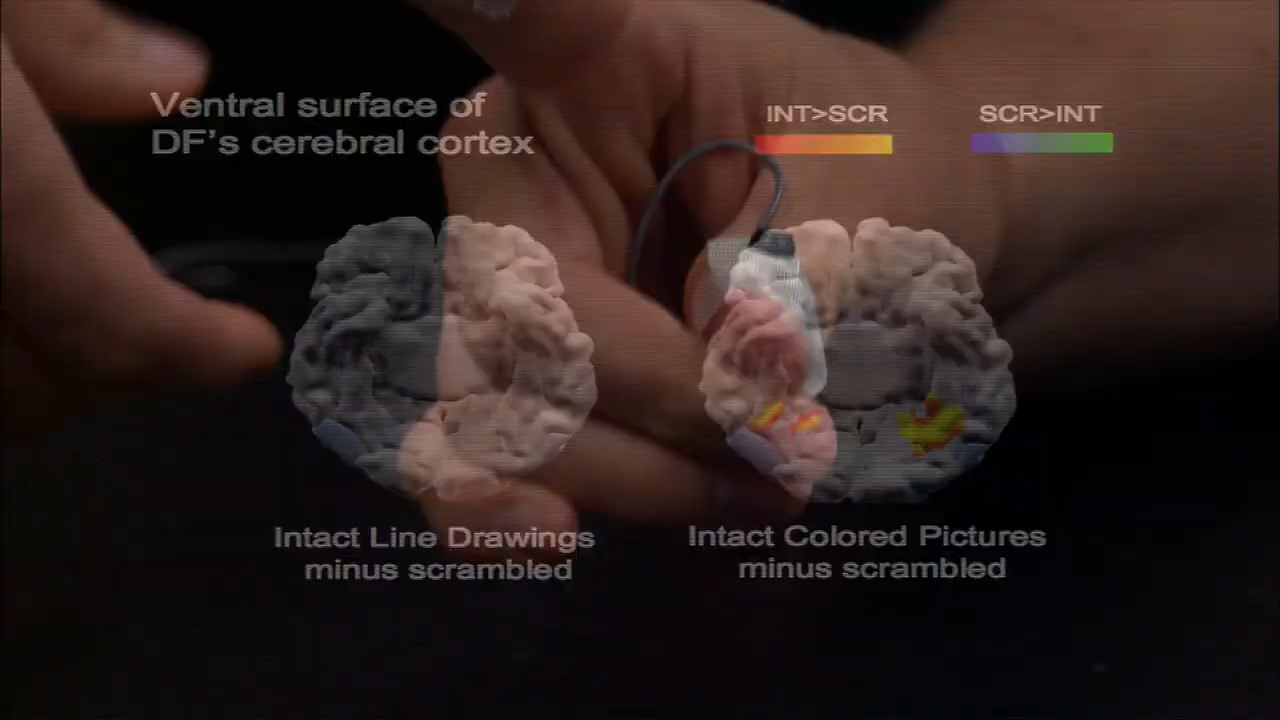 Ventral surface of
DF's cerebral cortex
INT>SCR
SCR>INT
Intact Line Drawings
minus scrambled
Intact Colored Pictures
minus scrambled